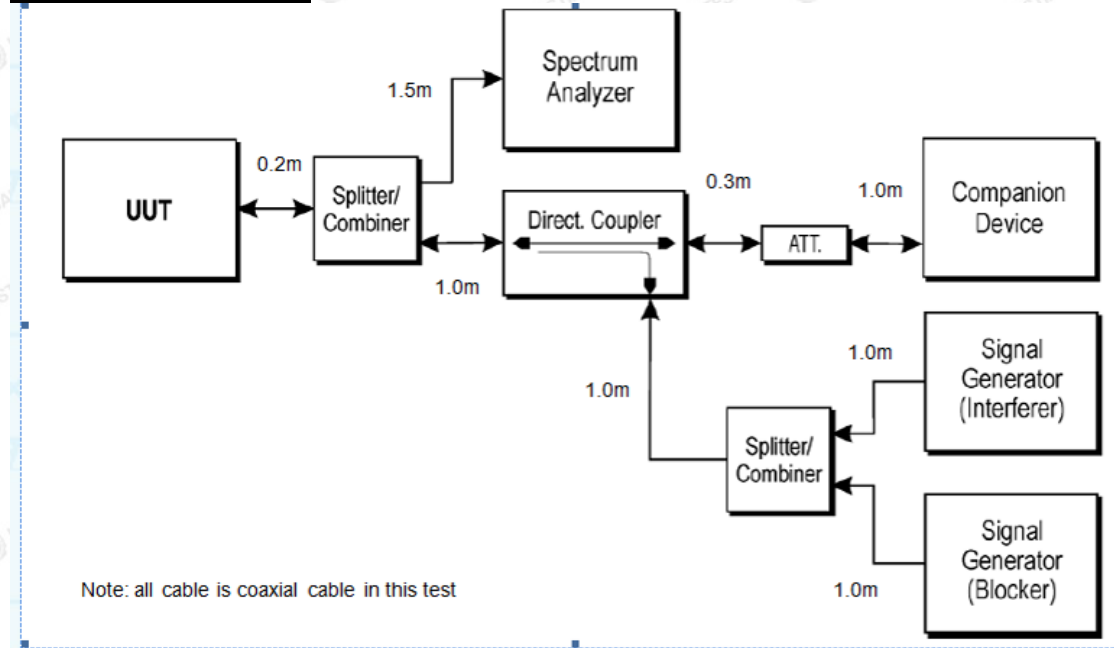 Spectrum
Analyzer
1.5m
UUT
0.2m
Splitter/
Combiner
1.0m
Direct. Coupler
0.3m
ATT.
1.0m
Companion
Device
1.0m
Splitter/
Combiner
1.0m
Signal
Generator
(Interferer)
1.0m
Signal
Generator
(Blocker)
Note: all cable is coaxial cable in this test